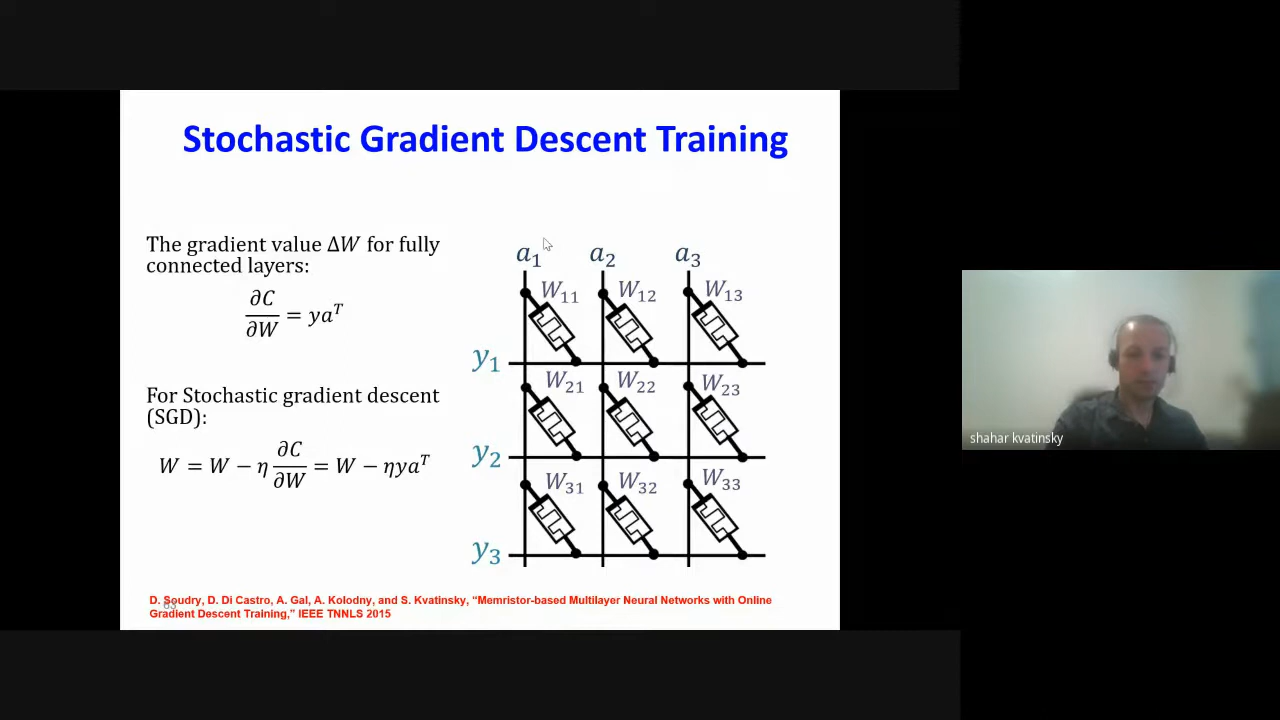 Stochastic Gradient Descent Training
The gradient value ΔW for fully
connected layers:
∂C/∂W = yaᵀ
For Stochastic gradient descent
(SGD):
W = W − η ∂C/∂W = W − ηyaᵀ
a₁ a₂ a₃
W₁₁ W₁₂ W₁₃
y₁
W₂₁ W₂₂ W₂₃
y₂
W₃₁ W₃₂ W₃₃
y₃
D. Soudry, D. Di Castro, A. Gal, A. Kolodny, and S. Kvatinsky, “Memristor-based Multilayer Neural Networks with Online
Gradient Descent Training,” IEEE TNNLS 2015
shahar kvatinsky